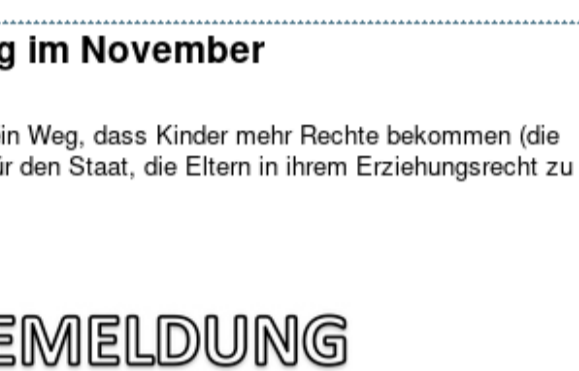 g im November
in Weg, dass Kinder mehr Rechte bekommen (die
ür den Staat, die Eltern in ihrem Erziehungsrecht zu
EMELDUNG